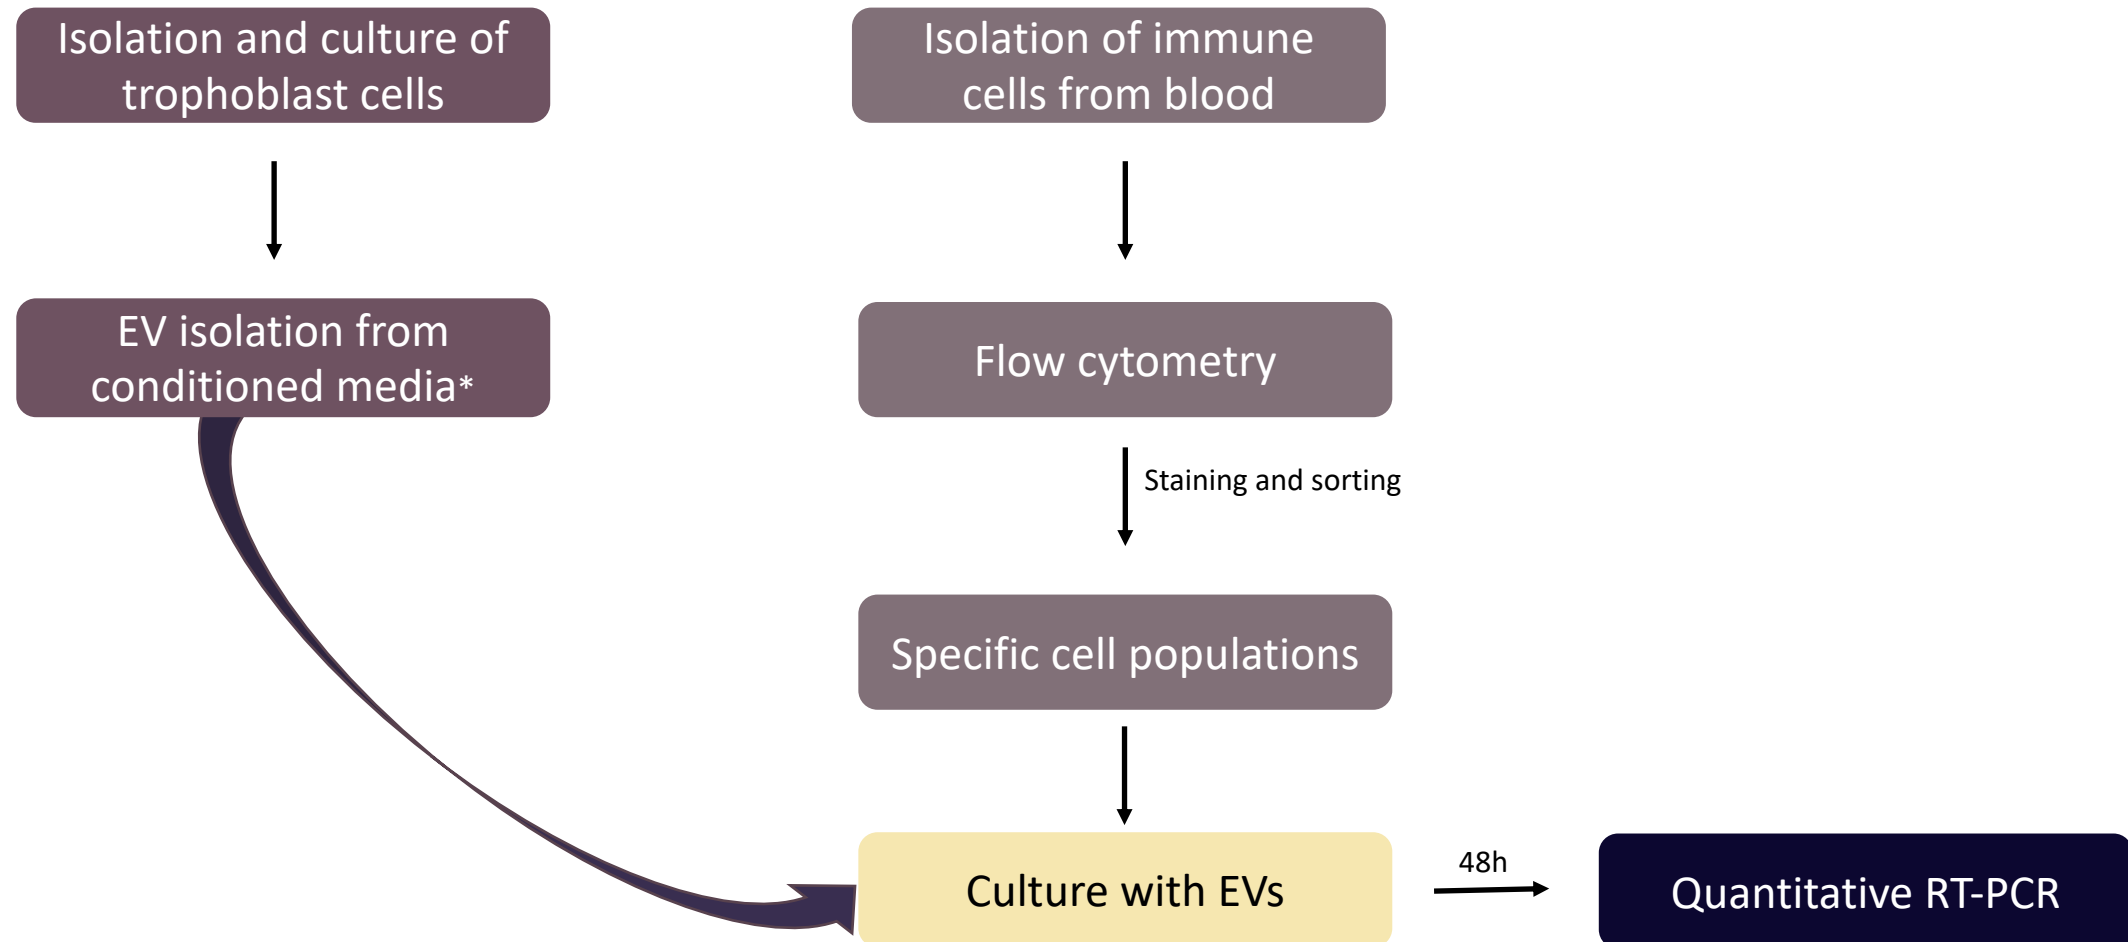 Isolation and culture of
trophoblast cells
Isolation of immune
cells from blood
EV isolation from
conditioned media*
Flow cytometry
Staining and sorting
Specific cell populations
Culture with EVs
48h
Quantitative RT-PCR